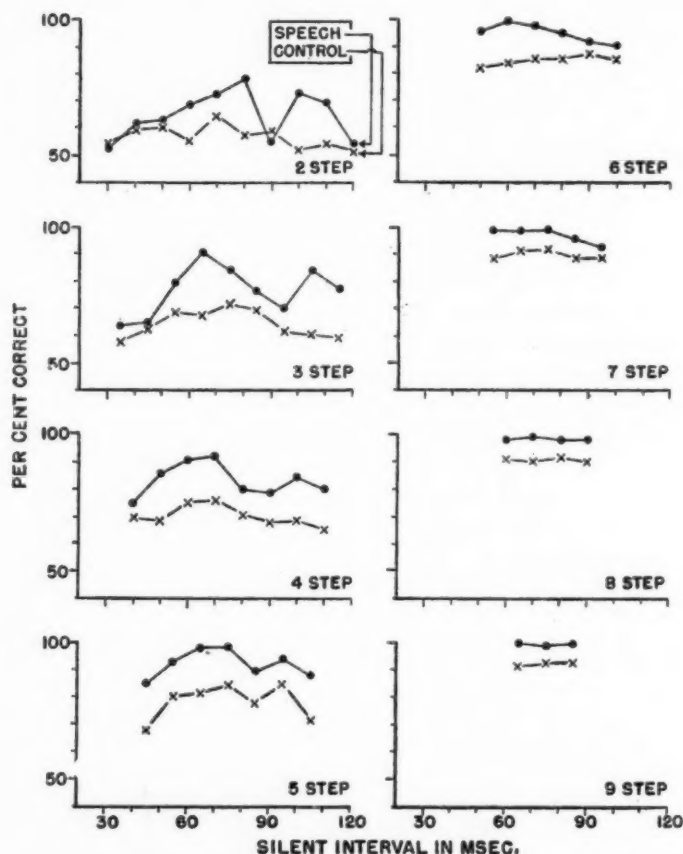 100
50
SPEECH
CONTROL
2 STEP
6 STEP
100
50
3 STEP
7 STEP
100
50
4 STEP
8 STEP
100
50
5 STEP
9 STEP
30 60 90 120
30 60 90 120
PER CENT CORRECT
SILENT INTERVAL IN MSEC.